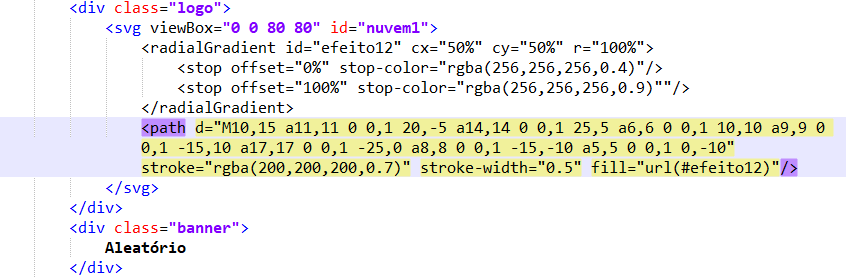 <div class="logo">
<svg viewBox="0 0 80 80" id="nuvem1">
<radialGradient id="efeito12" cx="50%" cy="50%" r="100%">
<stop offset="0%" stop-color="rgba(256,256,256,0.4)"/>
<stop offset="100%" stop-color="rgba(256,256,256,0.9)""/>
</radialGradient>
<path d="M10,15 a11,11 0 0,1 20,-5 a14,14 0 0,1 25,5 a6,6 0 0,1 10,10 a9,9 0
0,1 -15,10 a17,17 0 0,1 -25,0 a8,8 0 0,1 -15,-10 a5,5 0 0,1 0,-10"
stroke="rgba(200,200,200,0.7)" stroke-width="0.5" fill="url(#efeito12)"/>
</svg>
</div>
<div class="banner">
Aleatório
</div>